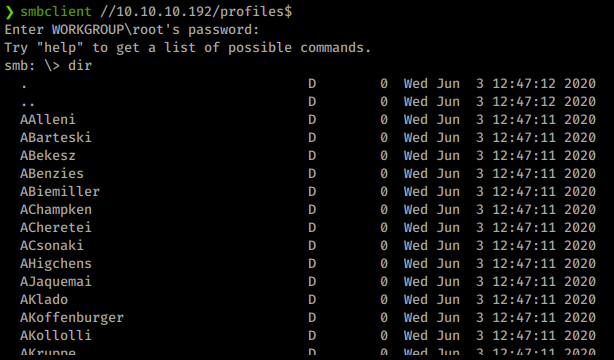 ❯ smbclient //10.10.10.192/profiles$
Enter WORKGROUP\root's password:
Try "help" to get a list of possible commands.
smb: \> dir
. D 0 Wed Jun 3 12:47:12 2020
.. D 0 Wed Jun 3 12:47:12 2020
AAlleni D 0 Wed Jun 3 12:47:11 2020
ABarteski D 0 Wed Jun 3 12:47:11 2020
ABekesz D 0 Wed Jun 3 12:47:11 2020
ABenzies D 0 Wed Jun 3 12:47:11 2020
ABiemiller D 0 Wed Jun 3 12:47:11 2020
AChampken D 0 Wed Jun 3 12:47:11 2020
ACheretei D 0 Wed Jun 3 12:47:11 2020
ACsonaki D 0 Wed Jun 3 12:47:11 2020
AHigchens D 0 Wed Jun 3 12:47:11 2020
AJaquemai D 0 Wed Jun 3 12:47:11 2020
AKlado D 0 Wed Jun 3 12:47:11 2020
AKoffenburger D 0 Wed Jun 3 12:47:11 2020
AKollolli D 0 Wed Jun 3 12:47:11 2020
AKruppe D 0 Wed Jun 3 12:47:11 2020